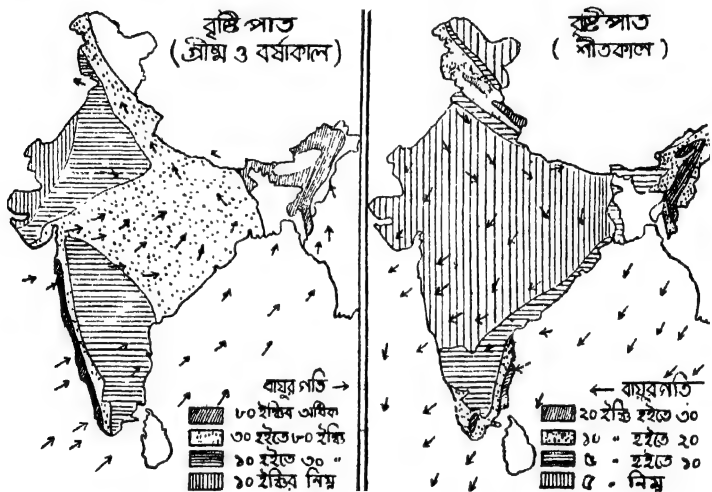 বৃষ্টিপাত
(গ্রীষ্ম ও বর্ষাকাল)
বায়ুর গতি →
৮০ ইঞ্চির অধিক
৩০ হইতে ৮০ ইঞ্চি
১০ হইতে ৩০ "
১০ ইঞ্চির নিম্ন
বৃষ্টিপাত
(শীতকাল)
← বায়ুর গতি
২০ ইঞ্চি হইতে ৩০
১০ " হইতে ২০
৫ " হইতে ১০
৫ " নিম্ন